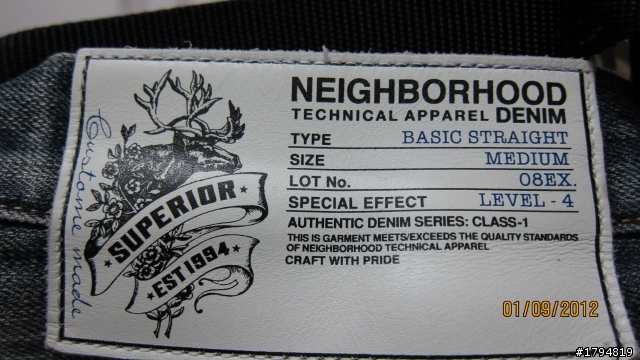 Custome made
SUPERIOR
EST 1994
NEIGHBORHOOD
TECHNICAL APPAREL DENIM
TYPE BASIC STRAIGHT
SIZE MEDIUM
LOT No. 08EX.
SPECIAL EFFECT LEVEL - 4
AUTHENTIC DENIM SERIES: CLASS-1
THIS IS GARMENT MEETS/EXCEEDS THE QUALITY STANDARDS
OF NEIGHBORHOOD TECHNICAL APPAREL
CRAFT WITH PRIDE
01/09/2012
#1794819